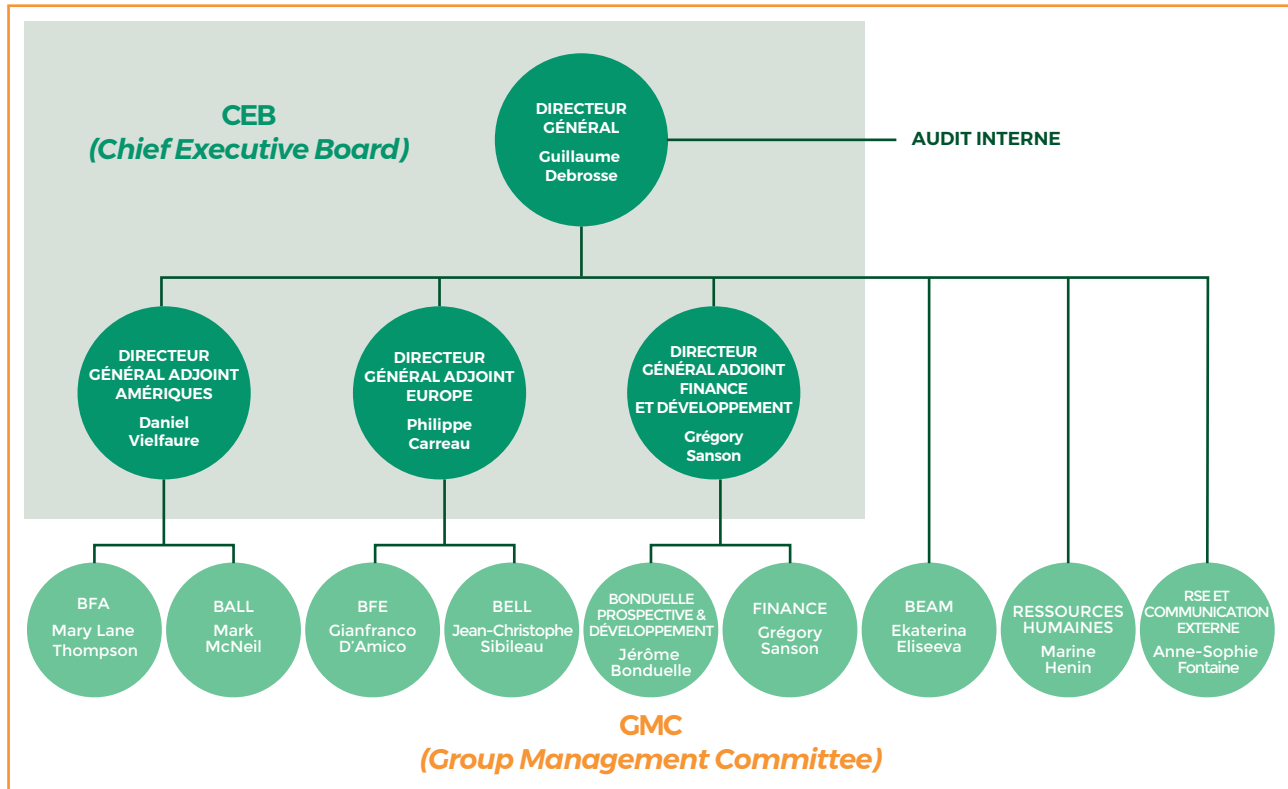 CEB
(Chief Executive Board)
DIRECTEUR
GÉNÉRAL
Guillaume
Debrosse
AUDIT INTERNE
DIRECTEUR
GÉNÉRAL ADJOINT
AMÉRIQUES
Daniel
Vielfaure
DIRECTEUR
GÉNÉRAL ADJOINT
EUROPE
Philippe
Carreau
DIRECTEUR
GÉNÉRAL ADJOINT
FINANCE
ET DÉVELOPPEMENT
Grégory
Sanson
BFA
Mary Lane
Thompson
BALL
Mark
McNeil
BFE
Gianfranco
D'Amico
BELL
Jean-Christophe
Sibileau
BONDUELLE
PROSPECTIVE &
DÉVELOPPEMENT
Jérôme
Bonduelle
FINANCE
Grégory
Sanson
BEAM
Ekaterina
Eliseeva
RESSOURCES
HUMAINES
Marine
Henin
RSE ET
COMMUNICATION
EXTERNE
Anne-Sophie
Fontaine
GMC
(Group Management Committee)